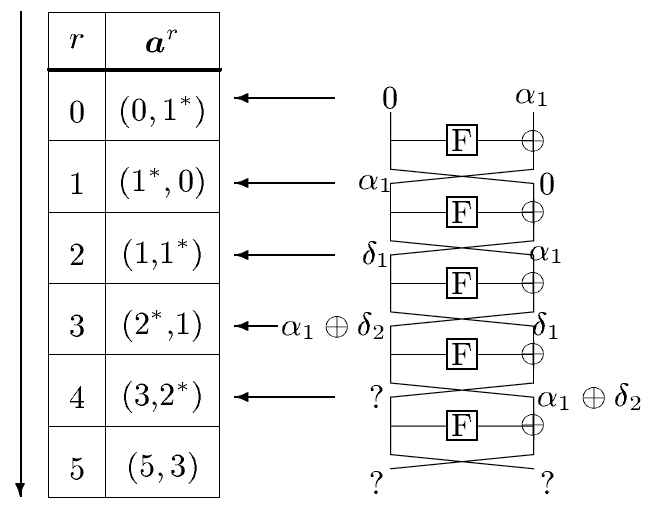 r a^r
0 α₁
0 (0, 1*)
F ⊕
1 (1*, 0) α₁ 0
F ⊕
2 (1,1*) δ₁ α₁
F ⊕
3 (2*,1) α₁ ⊕ δ₂ δ₁
F ⊕
4 (3,2*) ? α₁ ⊕ δ₂
F ⊕
5 (5, 3) ? ?